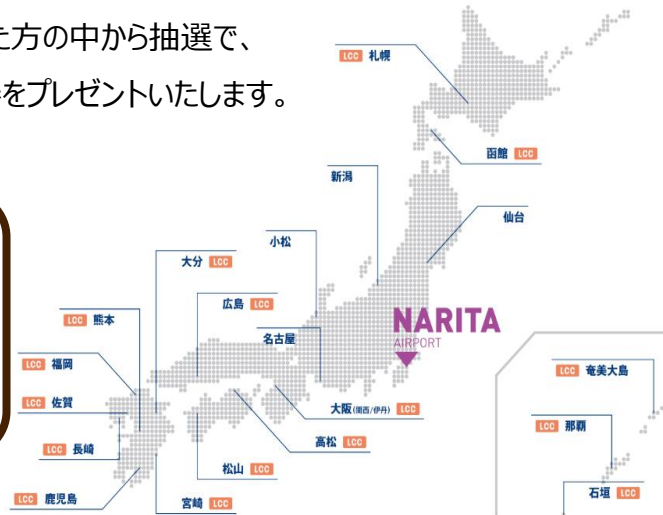 た方の中から抽選で、
をプレゼントいたします。
LCC 札幌
函館 LCC
新潟
仙台
小松
大分 LCC
広島 LCC
LCC 熊本
名古屋
NARITA
AIRPORT
LCC 福岡
LCC 奄美大島
LCC 佐賀
大阪(関西/伊丹) LCC
LCC 那覇
高松 LCC
LCC 長崎
松山 LCC
石垣 LCC
LCC 鹿児島
宮崎 LCC